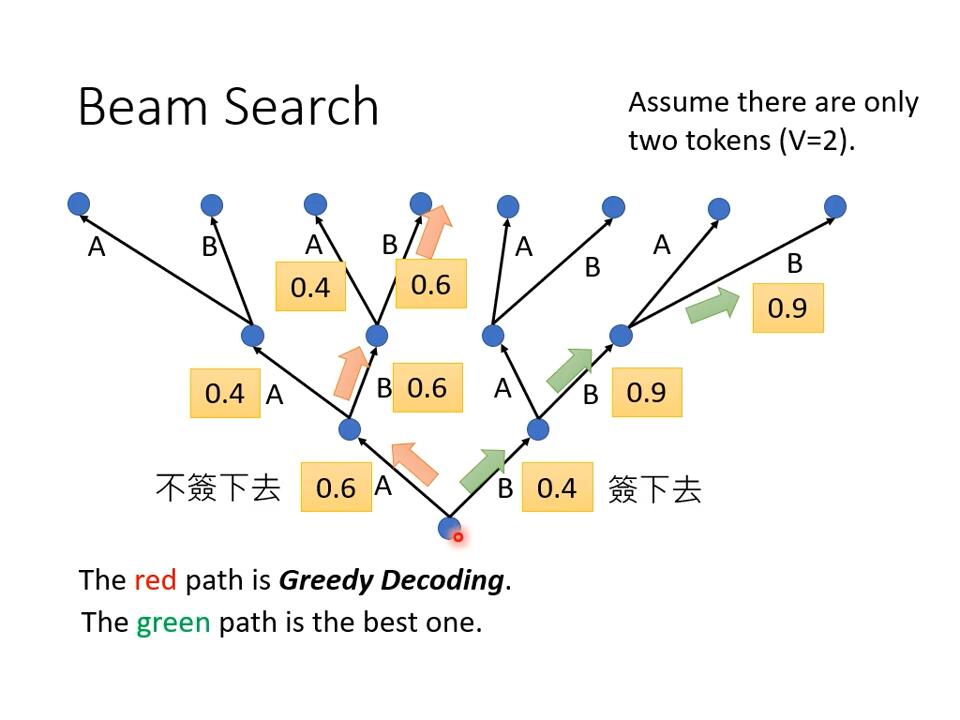 Beam Search
Assume there are only
two tokens (V=2).
A
B
A
B
A
B
A
B
0.4
0.6
0.9
0.4
A
B
0.6
A
B
0.9
不簽下去
0.6
A
B
0.4
簽下去
The red path is Greedy Decoding.
The green path is the best one.